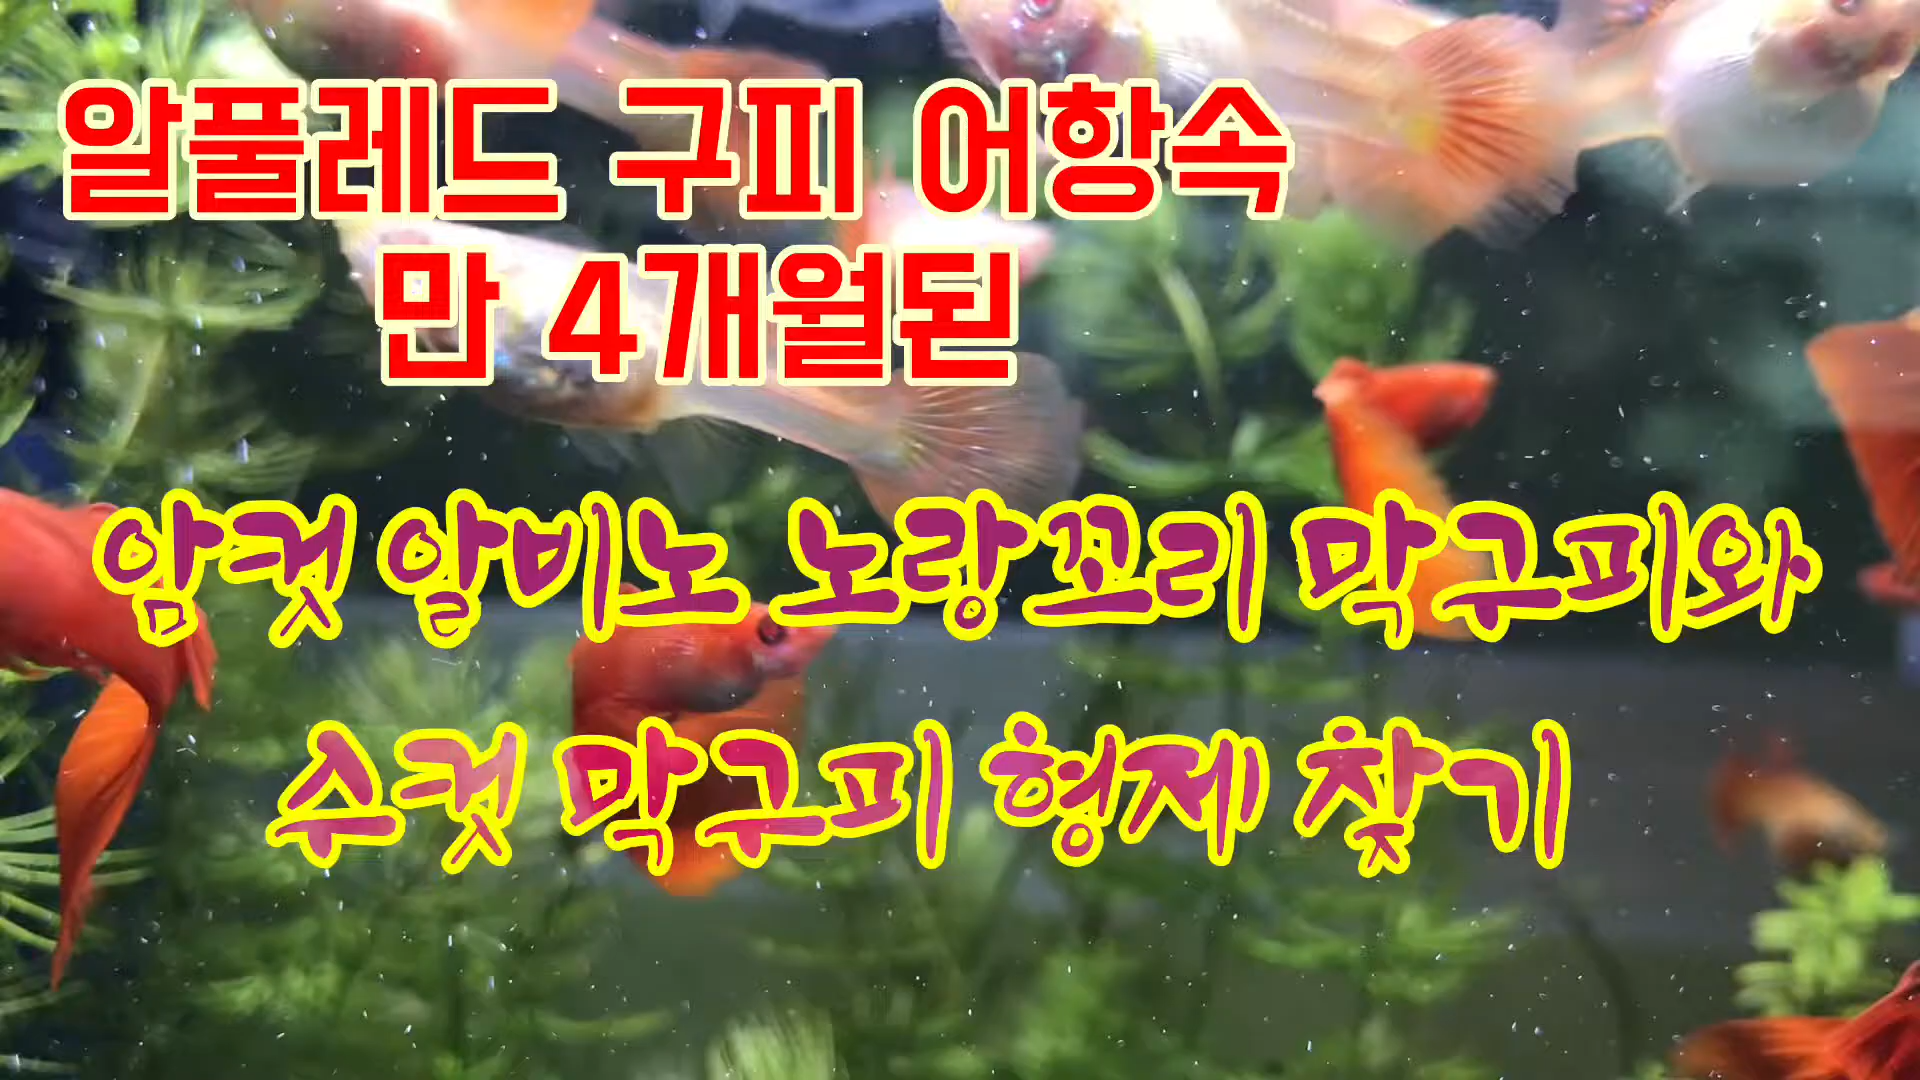 알풀레드 구피 어항속
만 4개월된
암컷 알비노 노랑꼬리 막구피와
수컷 막구피 형제 찾기